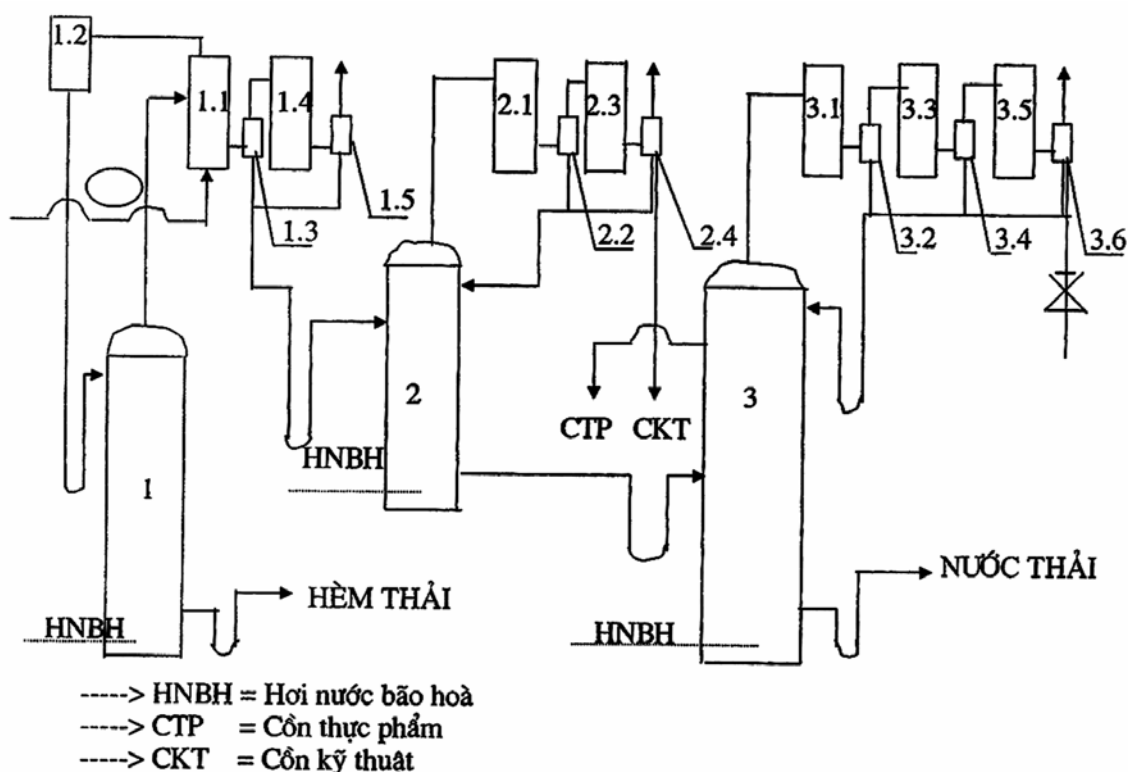 1.2
1.1
1.4
1.3
1.5
2.1
2.3
2.2
2.4
3.1
3.3
3.5
3.2
3.4
3.6
1
2
3
HNBH
CTP CKT
HNBH
HÈM THẢI
HNBH
NƯỚC THẢI
-----> HNBH = Hơi nước bão hoà
-----> CTP = Cồn thực phẩm
-----> CKT = Cồn kỹ thuât